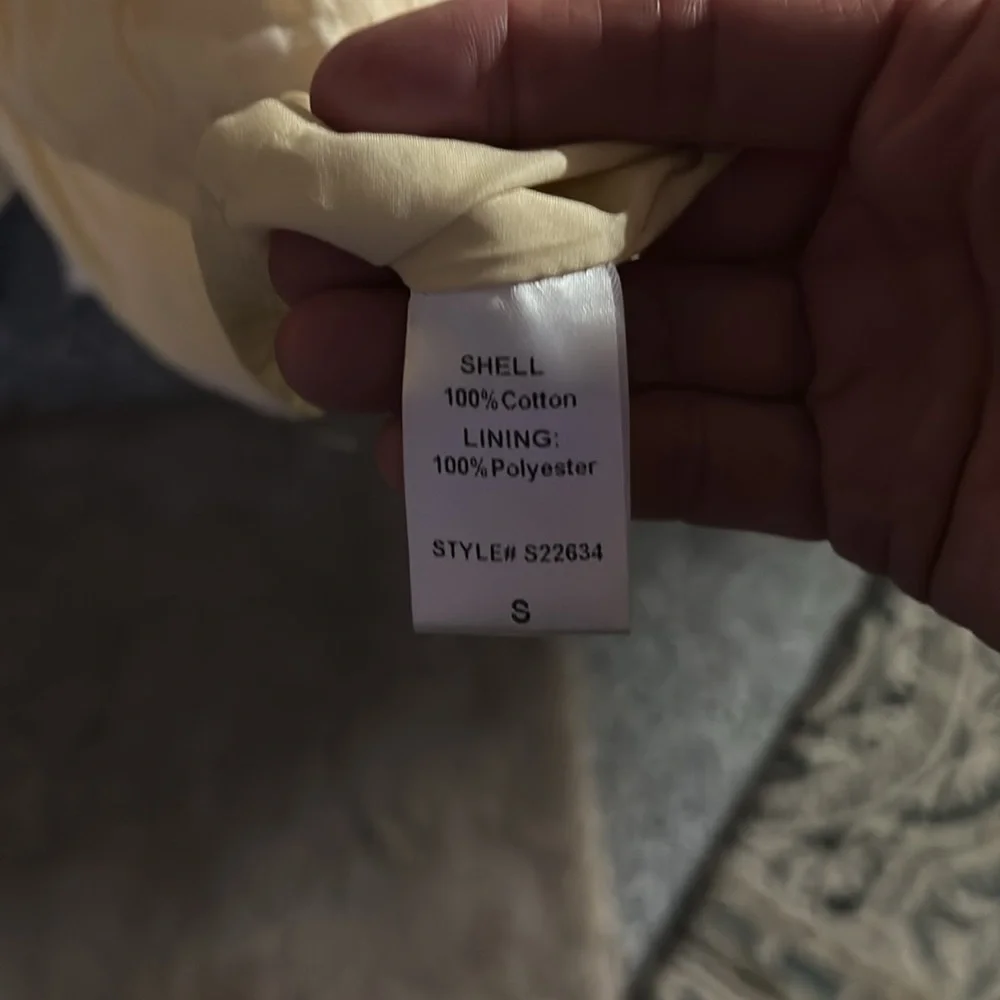 SHELL
100%Cotton
LINING:
100%Polyester
STYLE# S22634
S